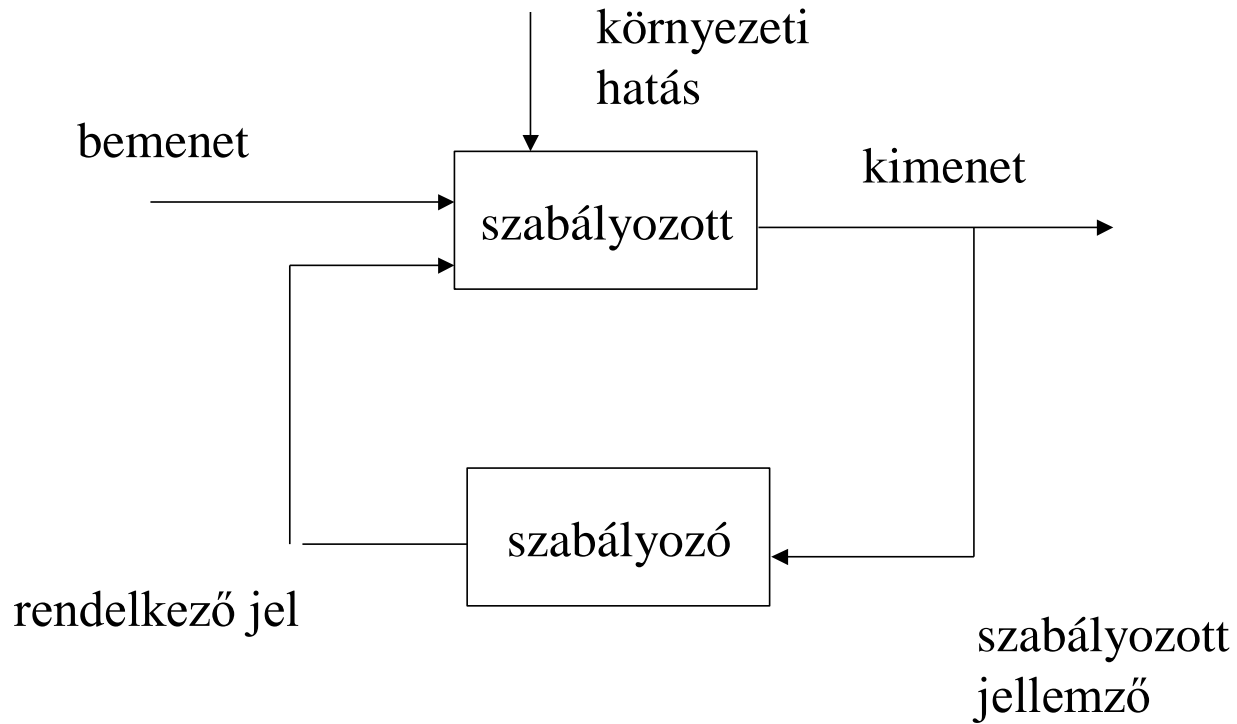 környezeti
hatás
bemenet
kimenet
szabályozott
szabályozó
rendelkező jel
szabályozott
jellemző